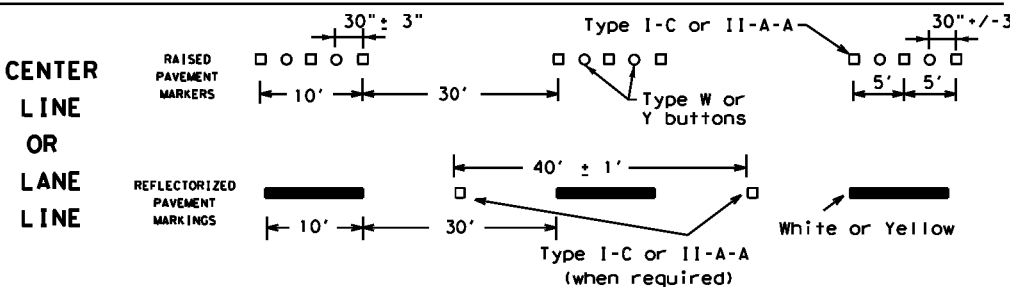 30"± 3"
Type I-C or II-A-A
30"+/-3
CENTER
LINE
OR
LANE
LINE
RAISED
PAVEMENT
MARKERS
10'
30'
Type W or
Y buttons
5'
5'
40' ± 1'
REFLECTORIZED
PAVEMENT
MARKINGS
10'
30'
Type I-C or II-A-A
(when required)
White or Yellow